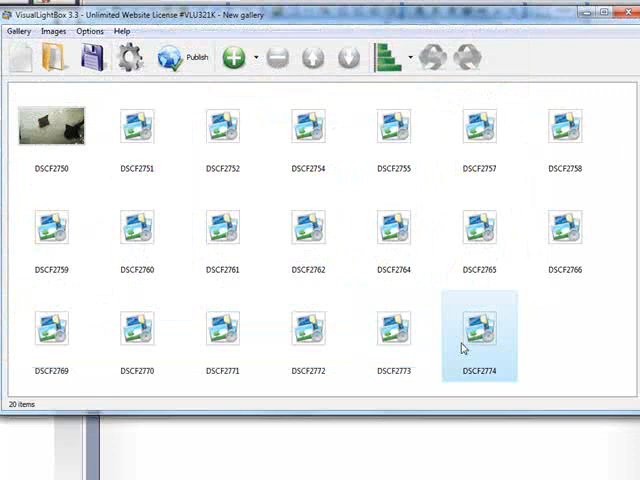 VisualLightBox 3.3 - Unlimited Website License #VLU321K - New gallery
Gallery Images Options Help
Publish
DSCF2750 DSCF2751 DSCF2752 DSCF2754 DSCF2755 DSCF2757 DSCF2758
DSCF2759 DSCF2760 DSCF2761 DSCF2762 DSCF2764 DSCF2765 DSCF2766
DSCF2769 DSCF2770 DSCF2771 DSCF2772 DSCF2773 DSCF2774
20 items